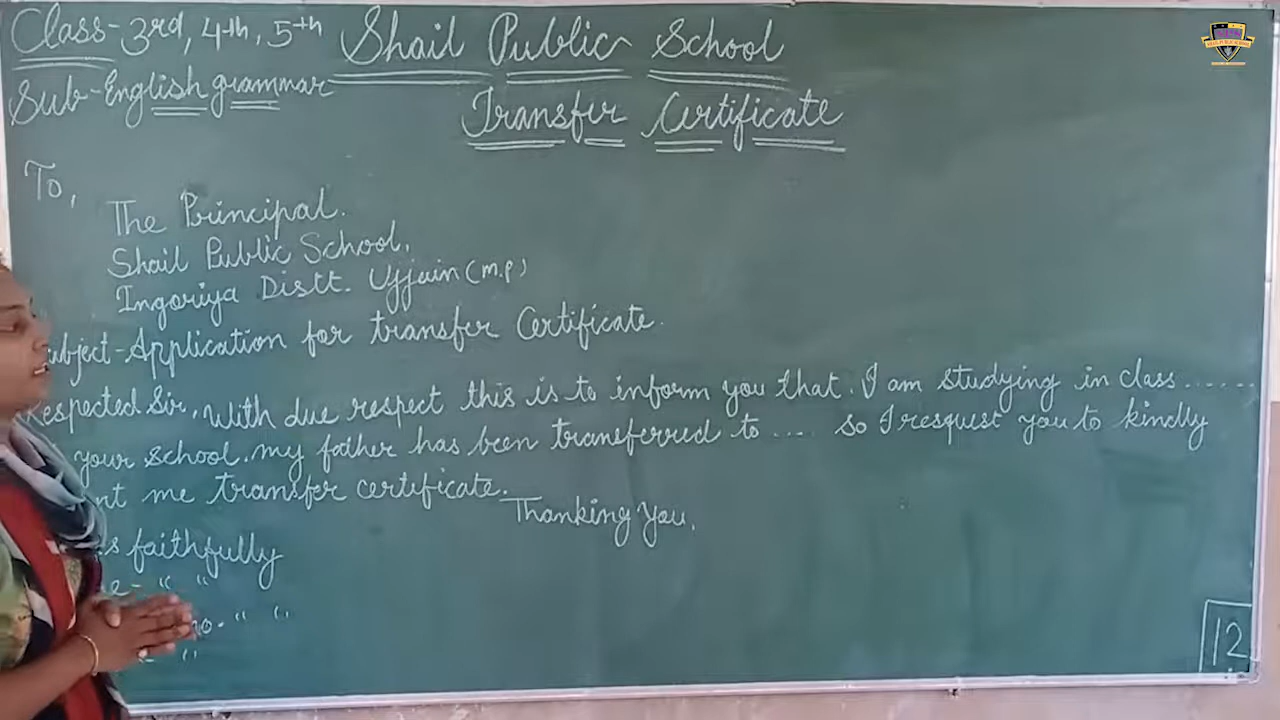 Class-3rd, 4th, 5th Shail Public School
Sub-English grammar
Transfer Certificate
To,
The Principal.
Shail Public School,
Ingoriya Distt. Ujjain (m.p)
ubject-Application for transfer Certificate.
Respected Sir, With due respect this is to inform you that. I am studying in class......
your school. my father has been transferred to .... so I resquest you to kindly
nt me transfer certificate.
Thanking You,
s faithfully
e- " "
no- " "
- "
12